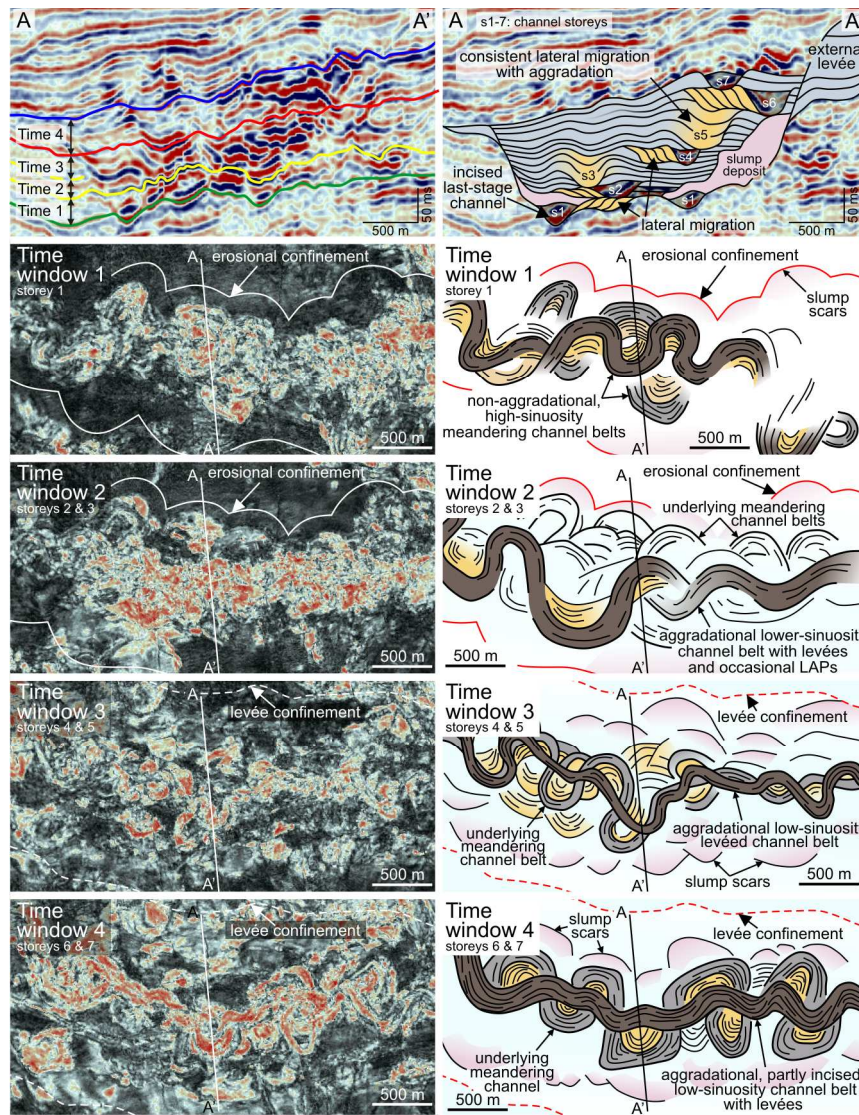 A
A'
Time 4
Time 3
Time 2
Time 1
500 m
50 ms
A
s1-7: channel storeys
A'
consistent lateral migration
with aggradation
external
levée
s7
s6
s5
s4
s3
s2
slump
deposit
incised
last-stage
channel
s1
s1
lateral migration
500 m
50 ms
Time
window 1
storey 1
A
erosional confinement
A'
500 m
Time
window 1
storey 1
A
erosional confinement
slump
scars
non-aggradational,
high-sinuosity
meandering channel belts
A'
500 m
Time
window 2
storeys 2 & 3
A
erosional confinement
A'
500 m
Time
window 2
storeys 2 & 3
A
erosional confinement
underlying meandering
channel belts
aggradational lower-sinuosit
channel belt with levées
and occasional LAPs
500 m
A'
Time
window 3
storeys 4 & 5
A
levée confinement
A'
500 m
Time
window 3
storeys 4 & 5
A
levée confinement
underlying
meandering
channel belt
aggradational low-sinuosit
levéed channel belt
A'
slump scars
500 m
Time
window 4
storeys 6 & 7
A
levée confinement
A'
500 m
Time
window 4
storeys 6 & 7
slump
scars
A
levée confinement
underlying
meandering
channel
aggradational, partly incised
low-sinuosity channel belt
with levées
500 m
A'